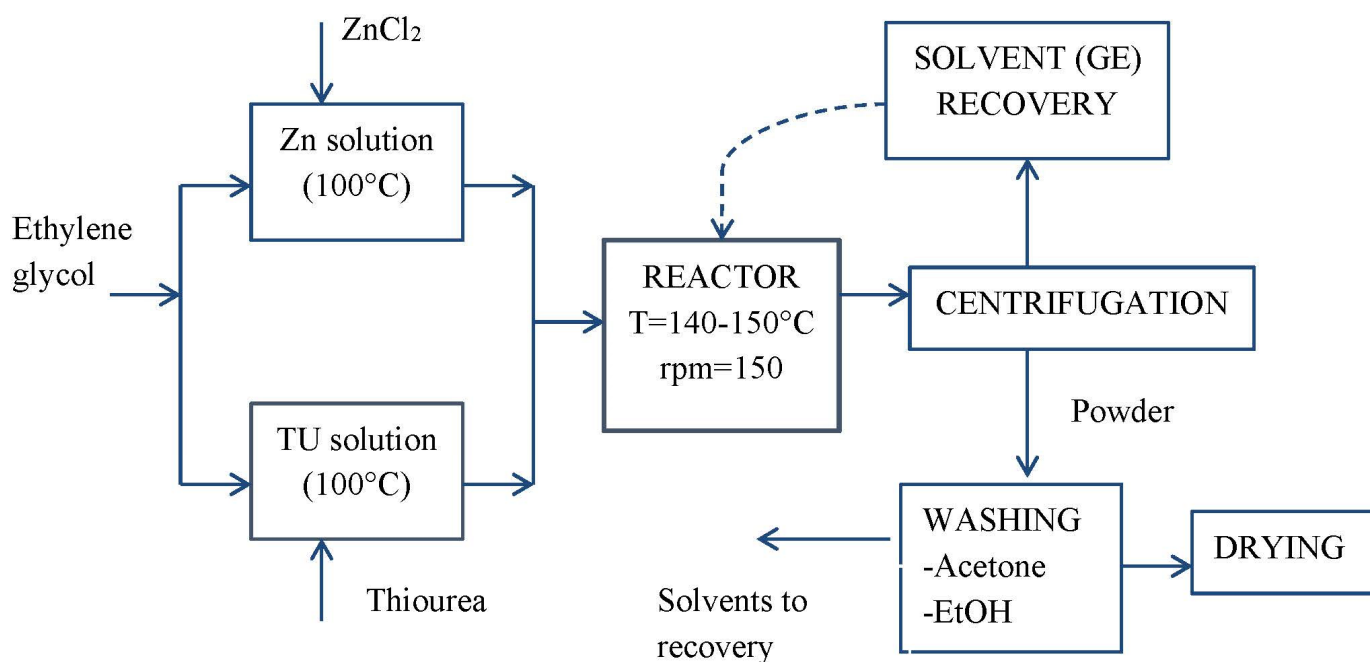 ZnCl₂
Zn solution
(100°C)
Ethylene
glycol
TU solution
(100°C)
Thiourea
REACTOR
T=140-150°C
rpm=150
SOLVENT (GE)
RECOVERY
CENTRIFUGATION
Powder
WASHING
-Acetone
-EtOH
Solvents to
recovery
DRYING